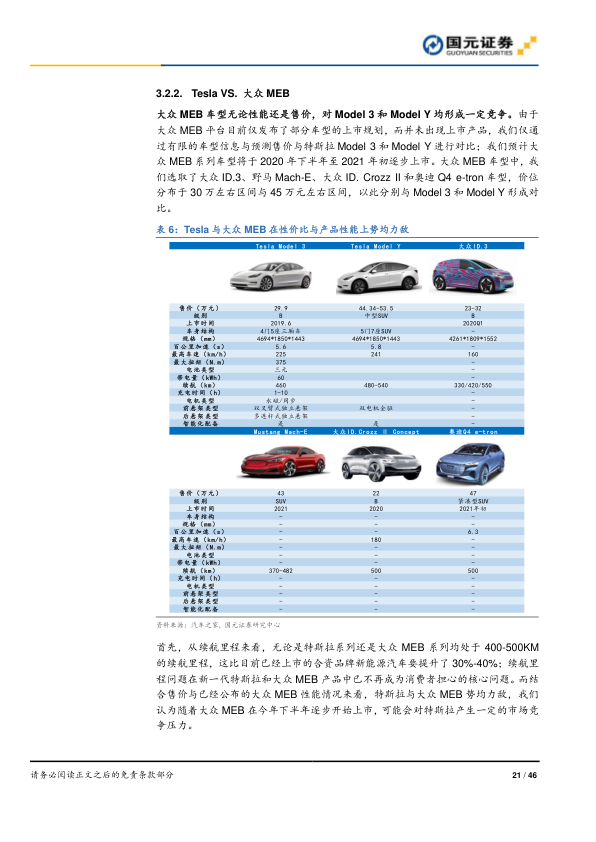 国元证券
GUOYUAN SECURITIES
3.2.2. Tesla VS. 大众 MEB
大众 MEB 车型无论性能还是售价，对 Model 3 和 Model Y 均形成一定竞争。由于
大众 MEB 平台目前仅发布了部分车型的上市规划，而并未出现上市产品，我们仅通
过有限的车型信息与预测售价与特斯拉 Model 3 和 Model Y 进行对比；我们预计大
众 MEB 系列车型将于 2020 年下半年至 2021 年初逐步上市。大众 MEB 车型中，我
们选取了大众 ID.3、野马 Mach-E、大众 ID. Crozz II 和奥迪 Q4 e-tron 车型，价位
分布于 30 万左右区间与 45 万元左右区间，以此分别与 Model 3 和 Model Y 形成对
比。
表 6：Tesla 与大众 MEB 在性价比与产品性能上势均力敌
Tesla Model 3 Tesla Model Y 大众ID.3
售价（万元） 29.9 44.34-53.5 23-32
级别 B 中型SUV B
上市时间 2019.6 2020Q1
车身结构 4门5座三厢车 5门7座SUV -
规格（mm） 4694*1850*1443 4694*1850*1443 4261*1809*1552
百公里加速（s） 5.6 5.8 -
最高车速（km/h） 225 241 160
最大扭矩（N.m） 375 -
电池类型 三元 -
带电量（kWh） 60 -
续航（km） 460 480-540 330/420/550
充电时间（h） 1-10 -
电机类型 永磁/同步 -
前悬架类型 双叉臂式独立悬架 双电机全驱 -
后悬架类型 多连杆式独立悬架 -
智能化配备 是 是 -
Mustang Mach-E 大众ID.Crozz Ⅱ Concept 奥迪Q4 e-tron
售价（万元） 43 22 47
级别 SUV B 紧凑型SUV
上市时间 2021 2020 2021年初
车身结构 - - -
规格（mm） - - -
百公里加速（s） - - 6.3
最高车速（km/h） - 180 -
最大扭矩（N.m） - - -
电池类型 - - -
带电量（kWh） - - -
续航（km） 370-482 500 500
充电时间（h） - - -
电机类型 - - -
前悬架类型 - - -
后悬架类型 - - -
智能化配备 - - -
资料来源：汽车之家，国元证券研究中心
首先，从续航里程来看，无论是特斯拉系列还是大众 MEB 系列均处于 400-500KM
的续航里程，这比目前已经上市的合资品牌新能源汽车要提升了 30%-40%；续航里
程问题在新一代特斯拉和大众 MEB 产品中已不再成为消费者担心的核心问题。而结
合售价与已经公布的大众 MEB 性能情况来看，特斯拉与大众 MEB 势均力敌，我们
认为随着大众 MEB 在今年下半年逐步开始上市，可能会对特斯拉产生一定的市场竞
争压力。
请务必阅读正文之后的免责条款部分
21 / 46